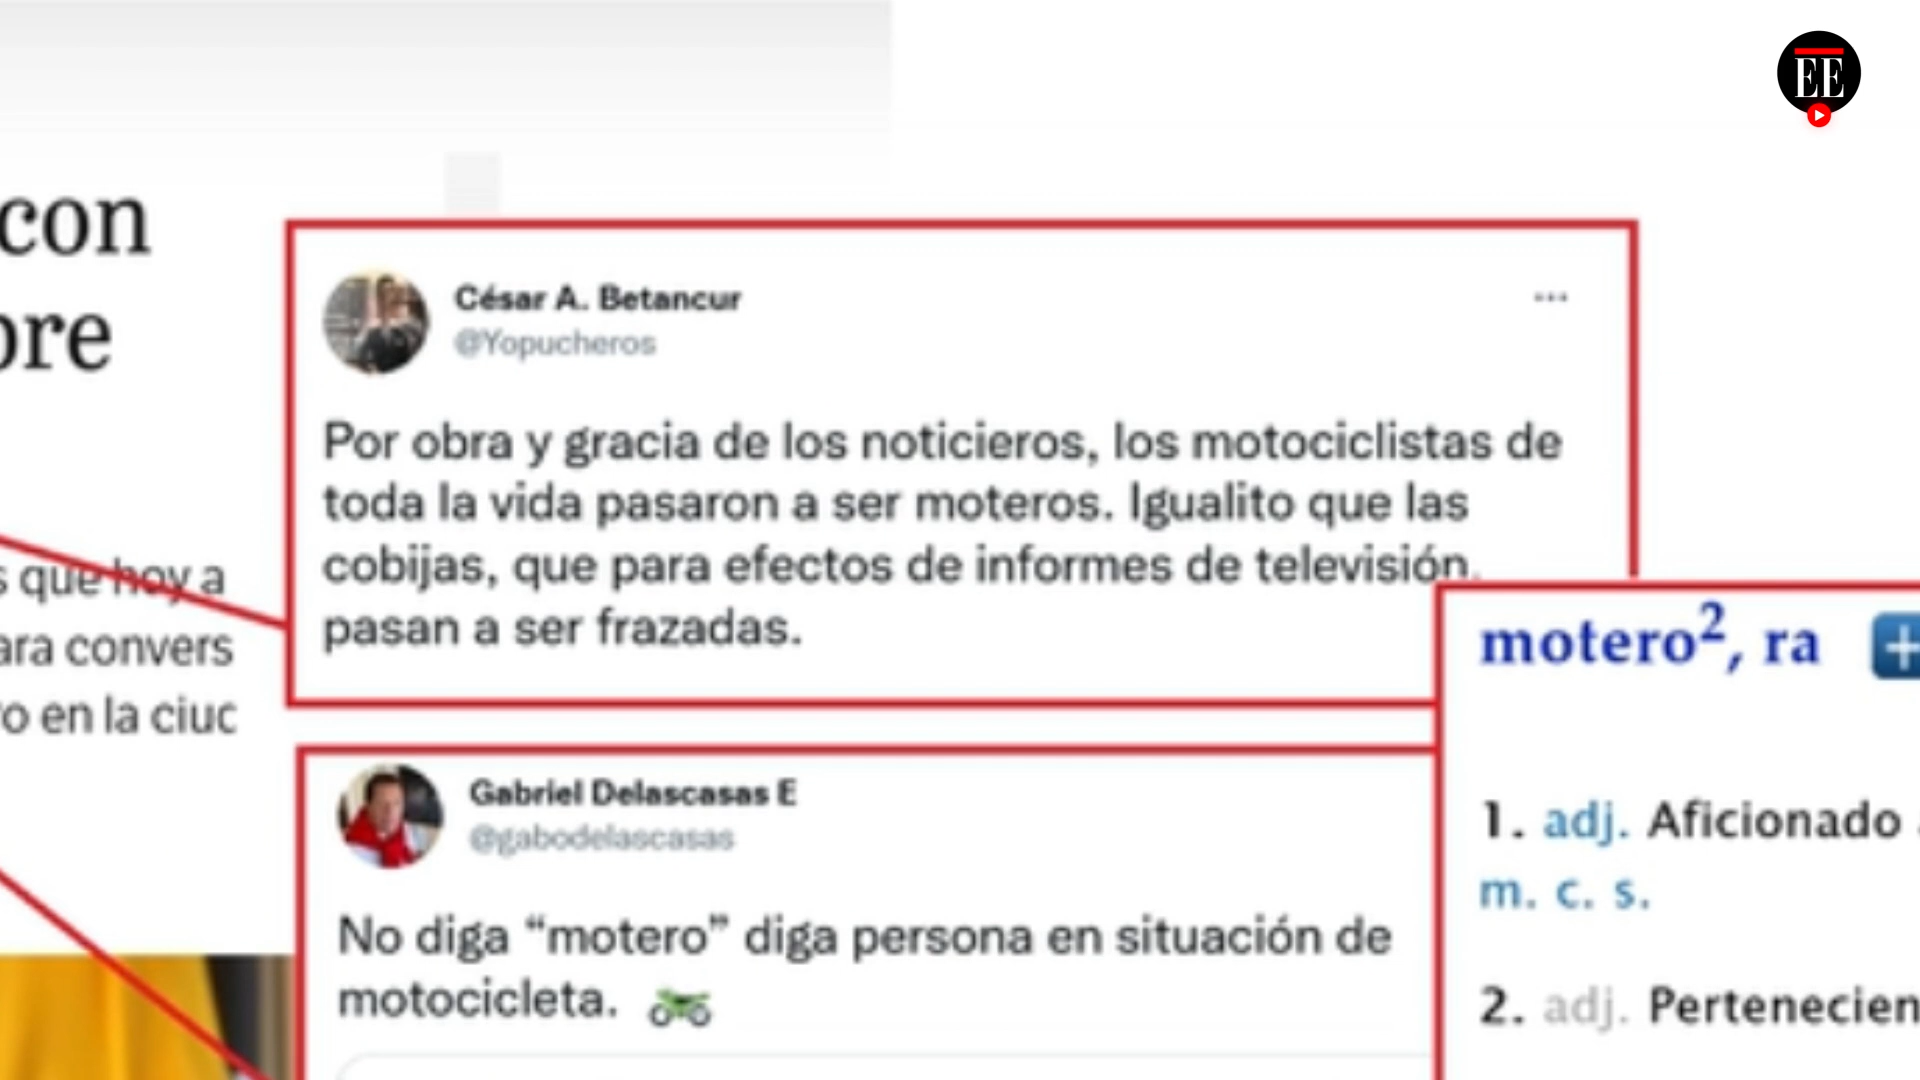 EE
con
bre
s que hoy a
ara convers
o en la ciuc
César A. Betancur
@Yopucheros
Por obra y gracia de los noticieros, los motociclistas de
toda la vida pasaron a ser moteros. Igualito que las
cobijas, que para efectos de informes de televisión,
pasan a ser frazadas.
Gabriel Delascasas E
@gabodelascasas
No diga “motero” diga persona en situación de
motocicleta.
motero², ra
1. adj. Aficionado
m. c. s.
2. adj. Pertenecien